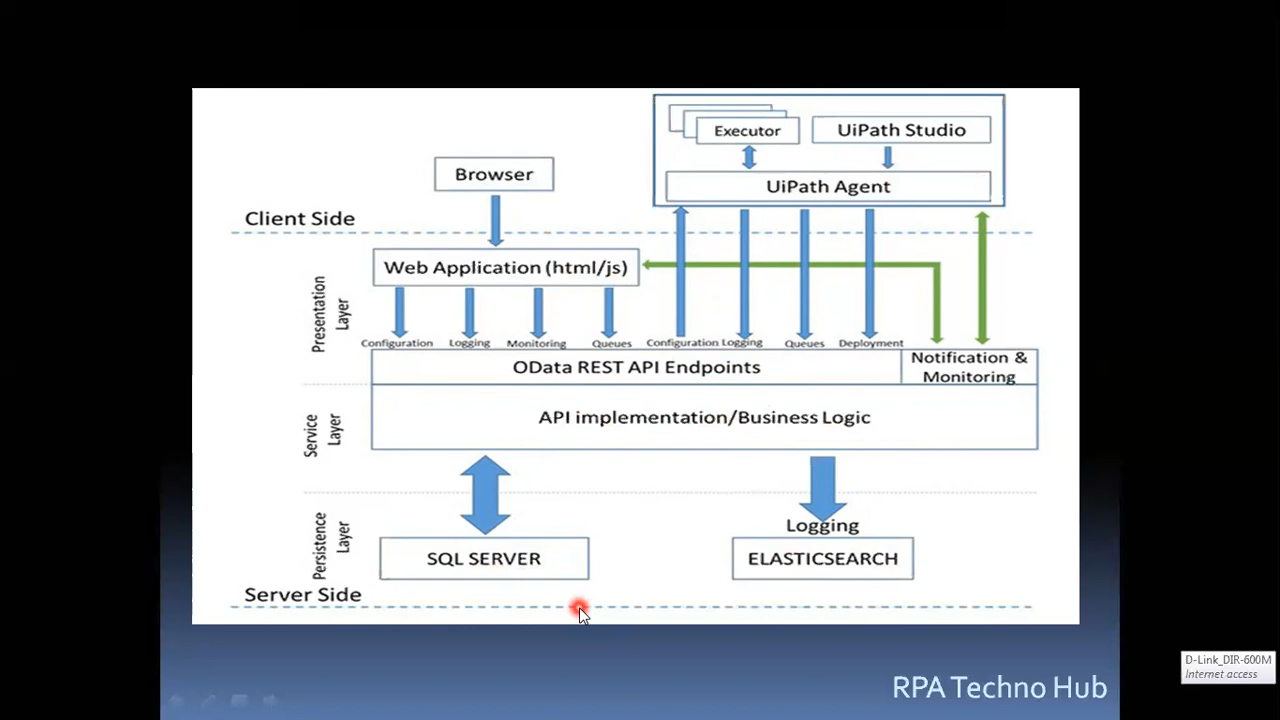 Executor
UiPath Studio
Browser
UiPath Agent
Client Side
Web Application (html/js)
Presentation
Layer
Configuration
Logging
Monitoring
Queues
Configuration
Logging
Queues
Deployment
OData REST API Endpoints
Notification &
Monitoring
Service
Layer
API implementation/Business Logic
Persistence
Layer
Logging
SQL SERVER
ELASTICSEARCH
Server Side
D-Link_DIR-600M
Internet access
RPA Techno Hub